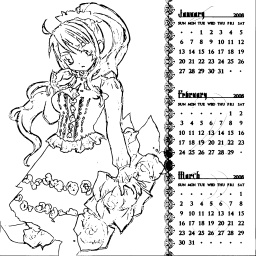 January 2008
SUN MON TUE WED THU FRI SAT
• • 1 2 3 4 5
6 7 8 9 10 11 12
13 14 15 16 17 18 19
20 21 22 23 24 25 26
27 28 29 30 31 • •
February 2008
SUN MON TUE WED THU FRI SAT
• • • • • 1 2
3 4 5 6 7 8 9
10 11 12 13 14 15 16
17 18 19 20 21 22 23
24 25 26 27 28 29 •
March 2008
SUN MON TUE WED THU FRI SAT
• • • • • • 1
2 3 4 5 6 7 8
9 10 11 12 13 14 15
16 17 18 19 20 21 22
23 24 25 26 27 28 29
30 31 • • • • •